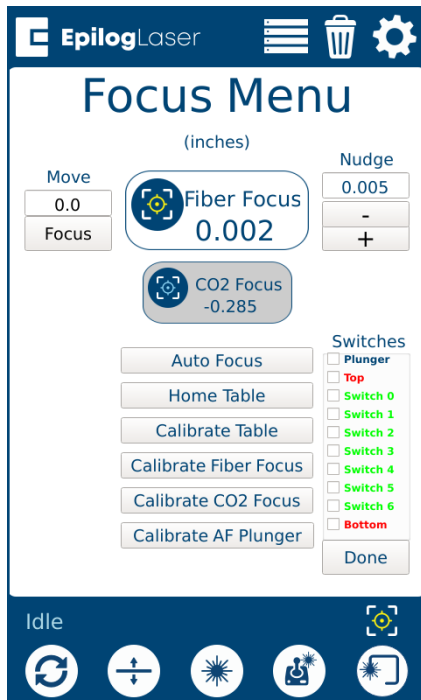 EpilogLaser
Focus Menu
(inches)
Move
0.0
Focus
Fiber Focus
0.002
Nudge
0.005
-
+
CO2 Focus
-0.285
Auto Focus
Home Table
Calibrate Table
Calibrate Fiber Focus
Calibrate CO2 Focus
Calibrate AF Plunger
Switches
Plunger
Top
Switch 0
Switch 1
Switch 2
Switch 3
Switch 4
Switch 5
Switch 6
Bottom
Done
Idle